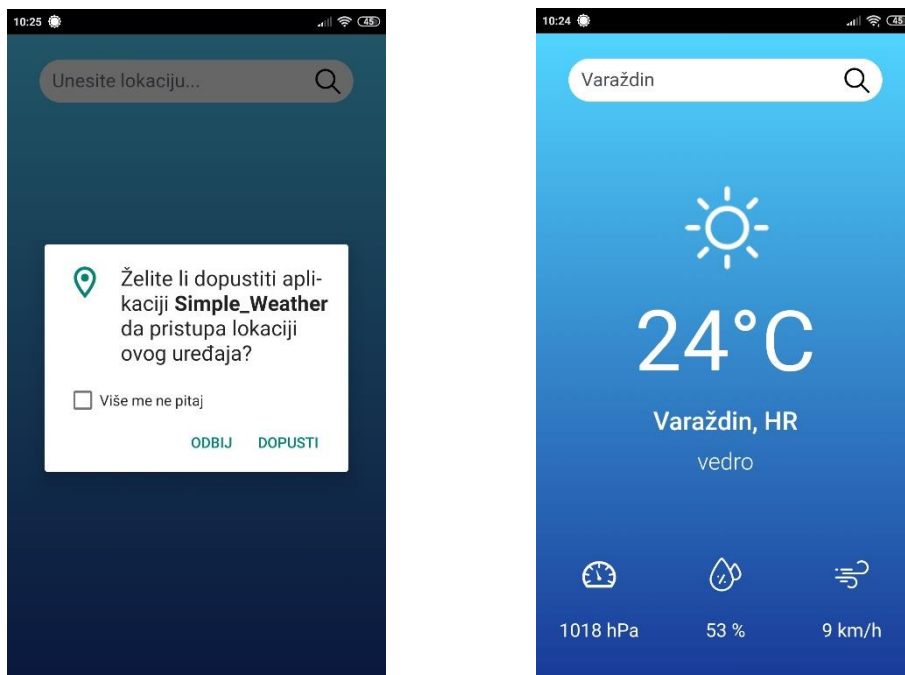 10:25 45
Unesite lokaciju...
Želite li dopustiti apli-
kaciji Simple_Weather
da pristupa lokaciji
ovog uređaja?
Više me ne pitaj
ODBIJ DOPUSTI
10:24 45
Varaždin
24°C
Varaždin, HR
vedro
1018 hPa 53 % 9 km/h